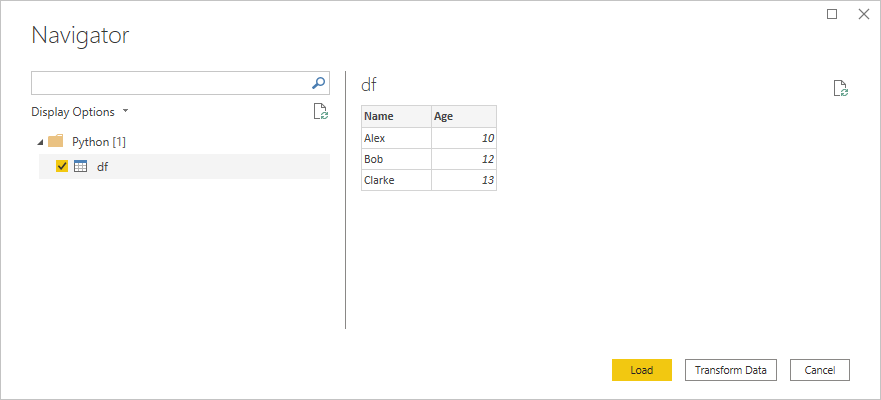 Navigator
Display Options
Python [1]
df
df
Name Age
Alex 10
Bob 12
Clarke 13
Load Transform Data Cancel